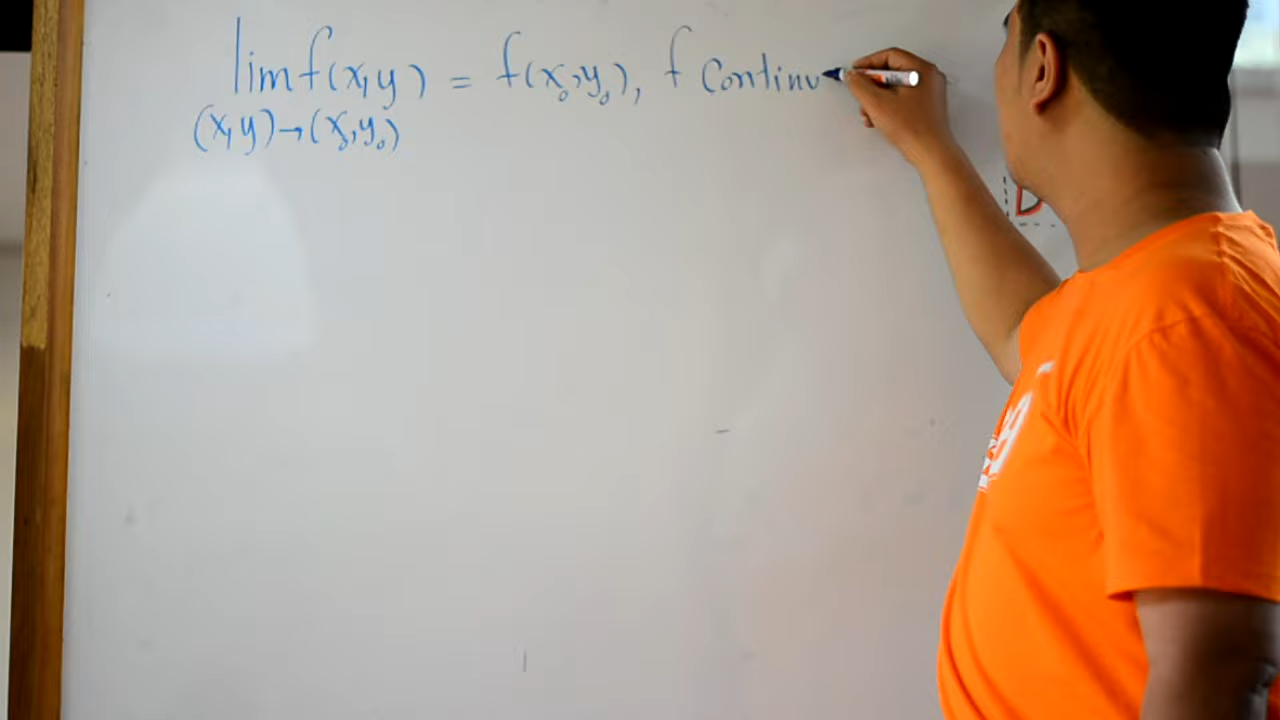 lim f(x,y) = f(x₀,y₀), f Continu
(x,y)→(x₀,y₀)
D